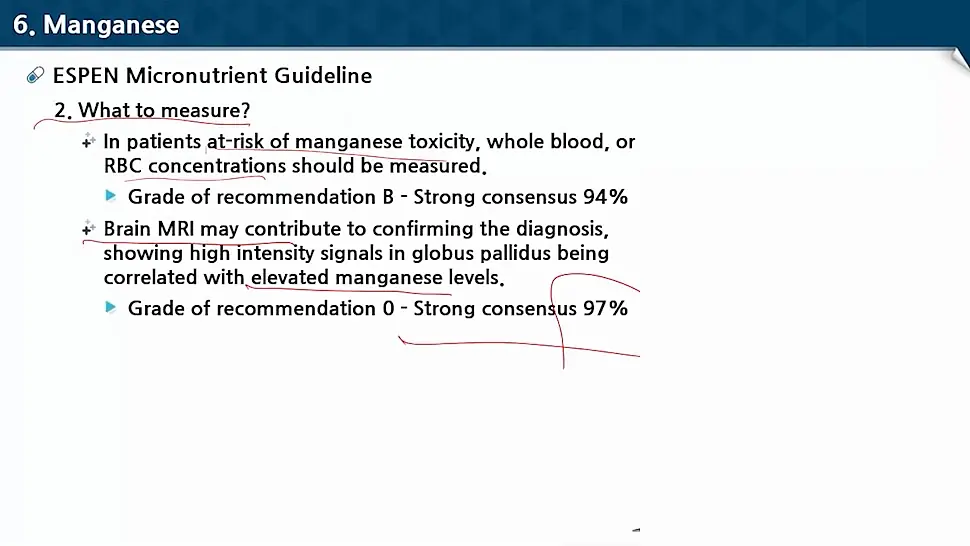 6. Manganese
ESPEN Micronutrient Guideline
2. What to measure?
In patients at-risk of manganese toxicity, whole blood, or
RBC concentrations should be measured.
Grade of recommendation B - Strong consensus 94%
Brain MRI may contribute to confirming the diagnosis,
showing high intensity signals in globus pallidus being
correlated with elevated manganese levels.
Grade of recommendation 0 - Strong consensus 97%